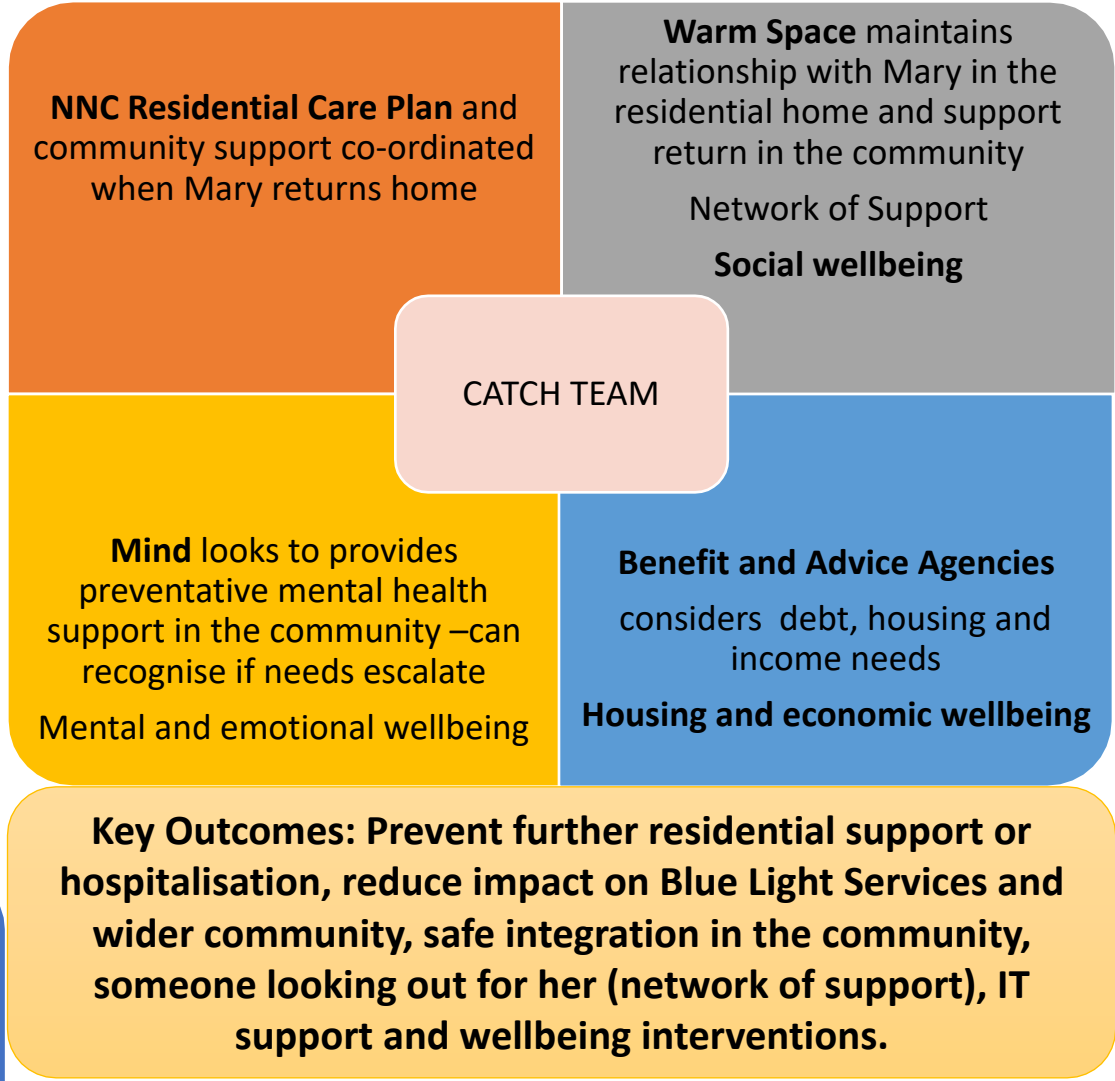 NNC Residential Care Plan and
community support co-ordinated
when Mary returns home
Warm Space maintains
relationship with Mary in the
residential home and support
return in the community
Network of Support
Social wellbeing
CATCH TEAM
Mind looks to provides
preventative mental health
support in the community –can
recognise if needs escalate
Mental and emotional wellbeing
Benefit and Advice Agencies
considers  debt, housing and
income needs
Housing and economic wellbeing
Key Outcomes: Prevent further residential support or
hospitalisation, reduce impact on Blue Light Services and
wider community, safe integration in the community,
someone looking out for her (network of support), IT
support and wellbeing interventions.